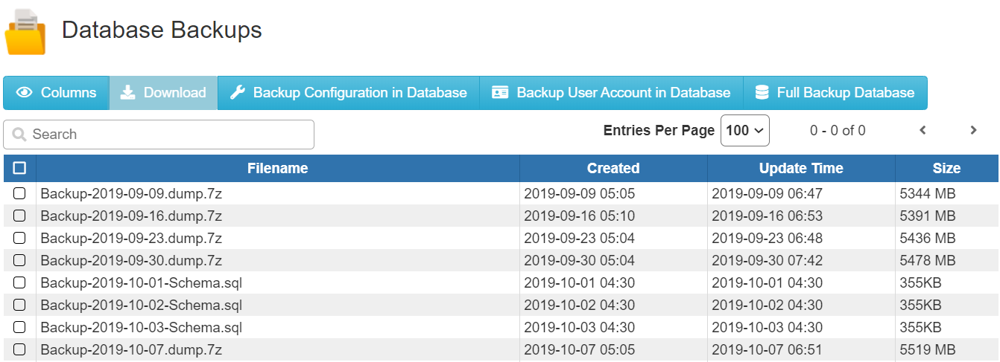 Database Backups
Columns Download Backup Configuration in Database Backup User Account in Database Full Backup Database
Search Entries Per Page 100 0 - 0 of 0
Filename Created Update Time Size
Backup-2019-09-09.dump.7z 2019-09-09 05:05 2019-09-09 06:47 5344 MB
Backup-2019-09-16.dump.7z 2019-09-16 05:10 2019-09-16 06:53 5391 MB
Backup-2019-09-23.dump.7z 2019-09-23 05:04 2019-09-23 06:48 5436 MB
Backup-2019-09-30.dump.7z 2019-09-30 05:04 2019-09-30 07:42 5478 MB
Backup-2019-10-01-Schema.sql 2019-10-01 04:30 2019-10-01 04:30 355KB
Backup-2019-10-02-Schema.sql 2019-10-02 04:30 2019-10-02 04:30 355KB
Backup-2019-10-03-Schema.sql 2019-10-03 04:30 2019-10-03 04:30 355KB
Backup-2019-10-07.dump.7z 2019-10-07 05:05 2019-10-07 06:51 5519 MB